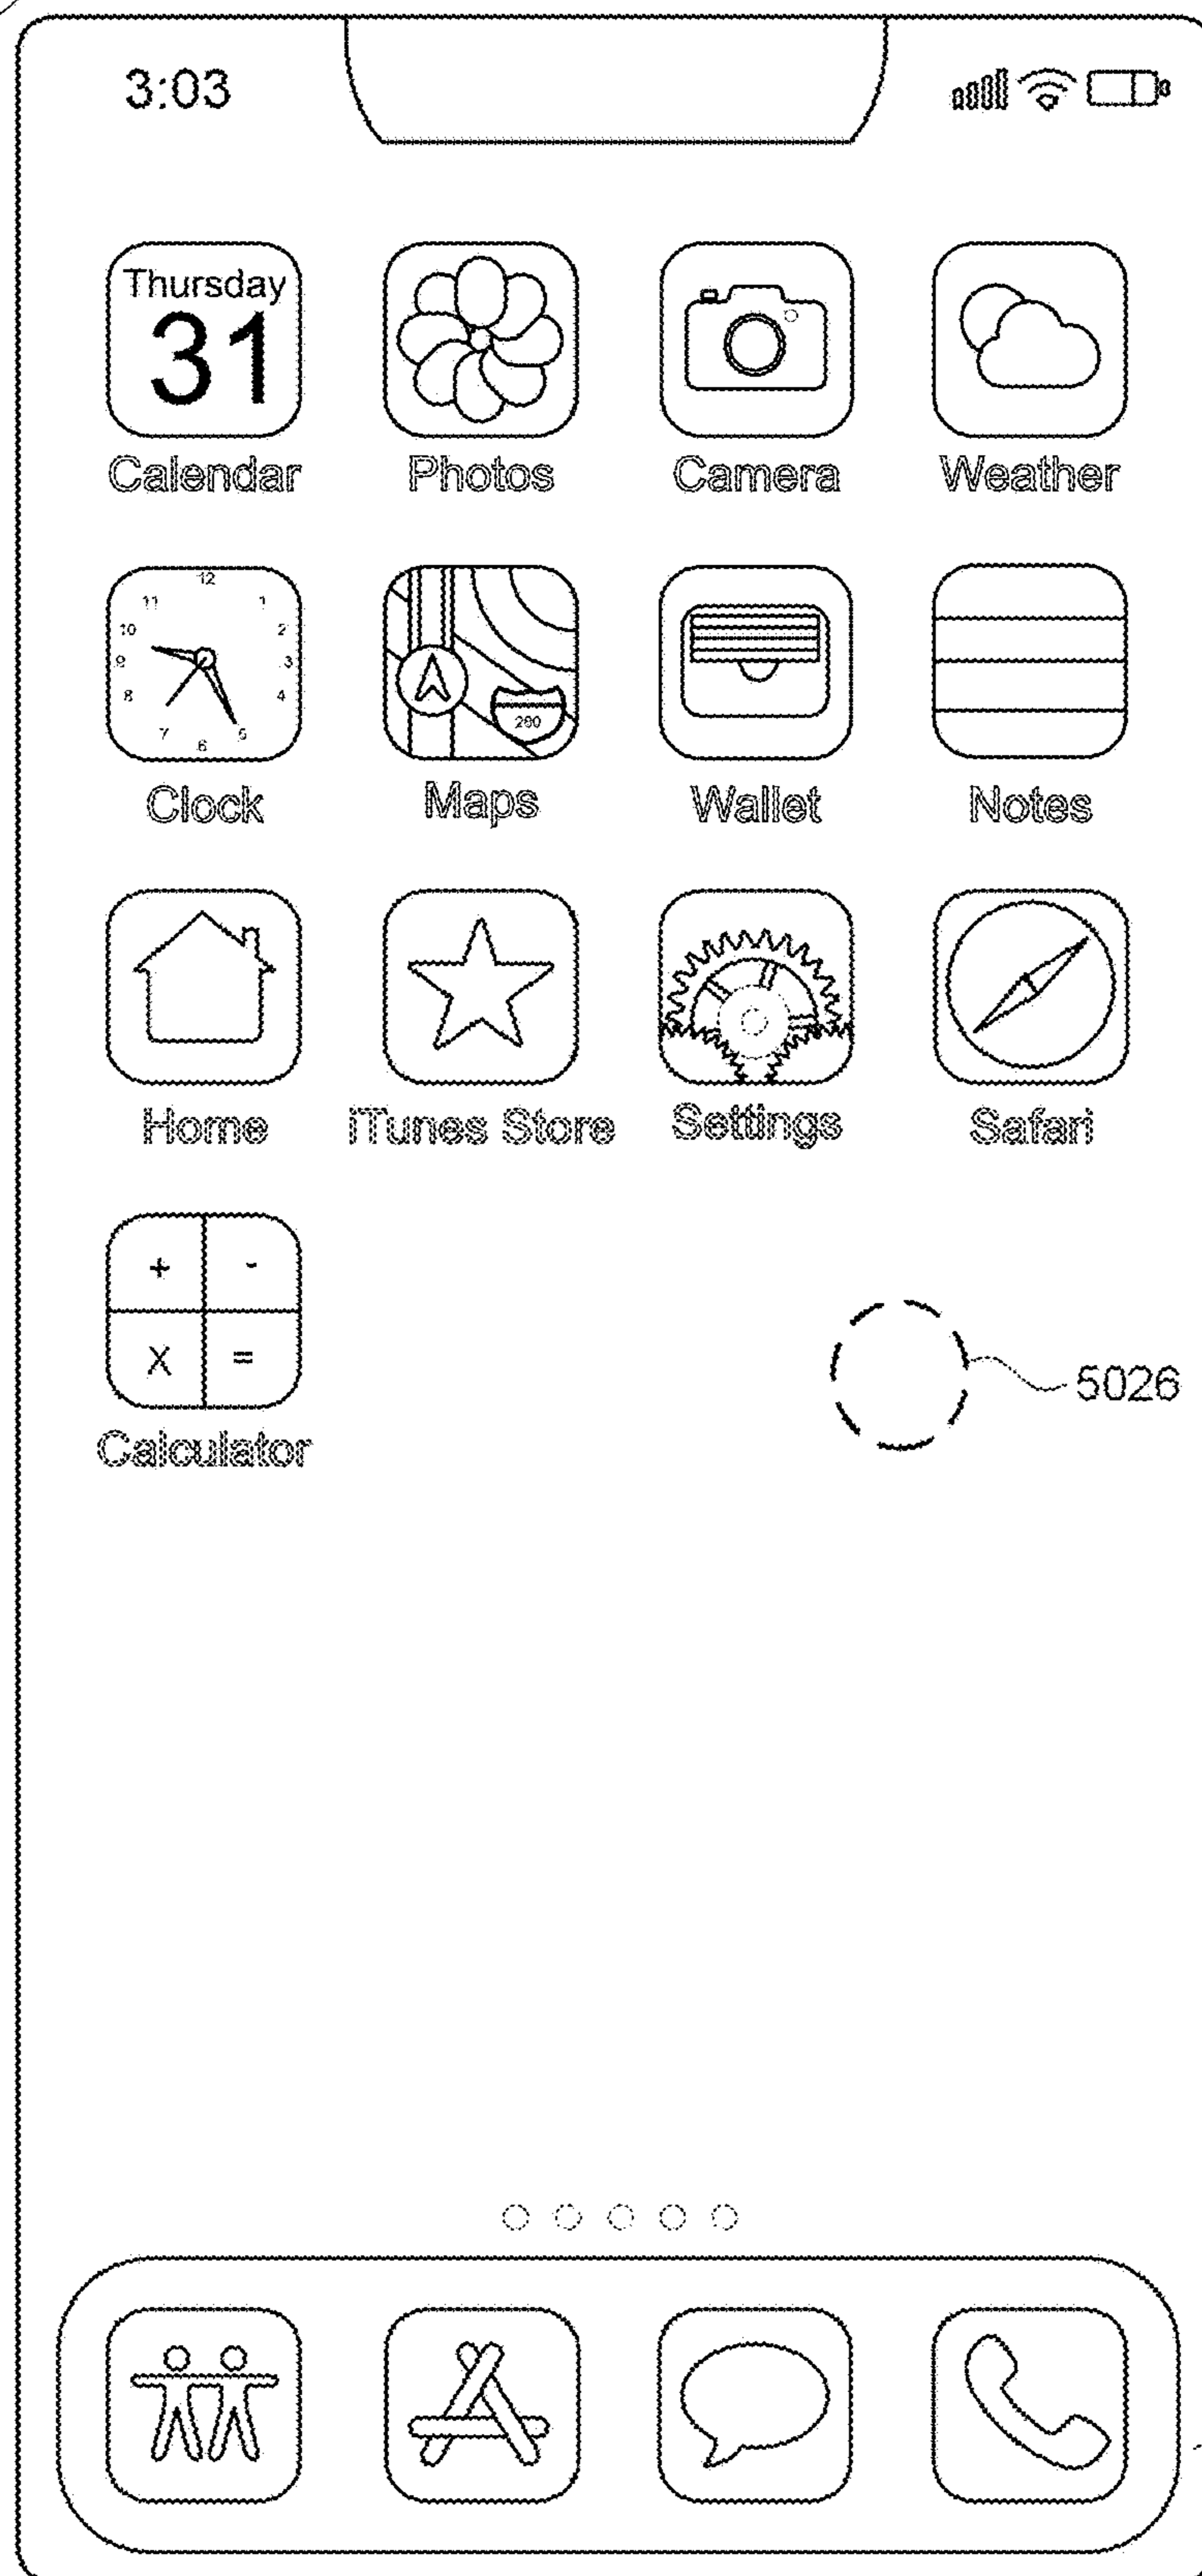 3:03
Thursday
31
Calendar Photos Camera Weather
12
11 1
10 2
9 3
8 4
7 5
6
280
Clock Maps Wallet Notes
Home iTunes Store Settings Safari
+ -
X =
5026
Calculator